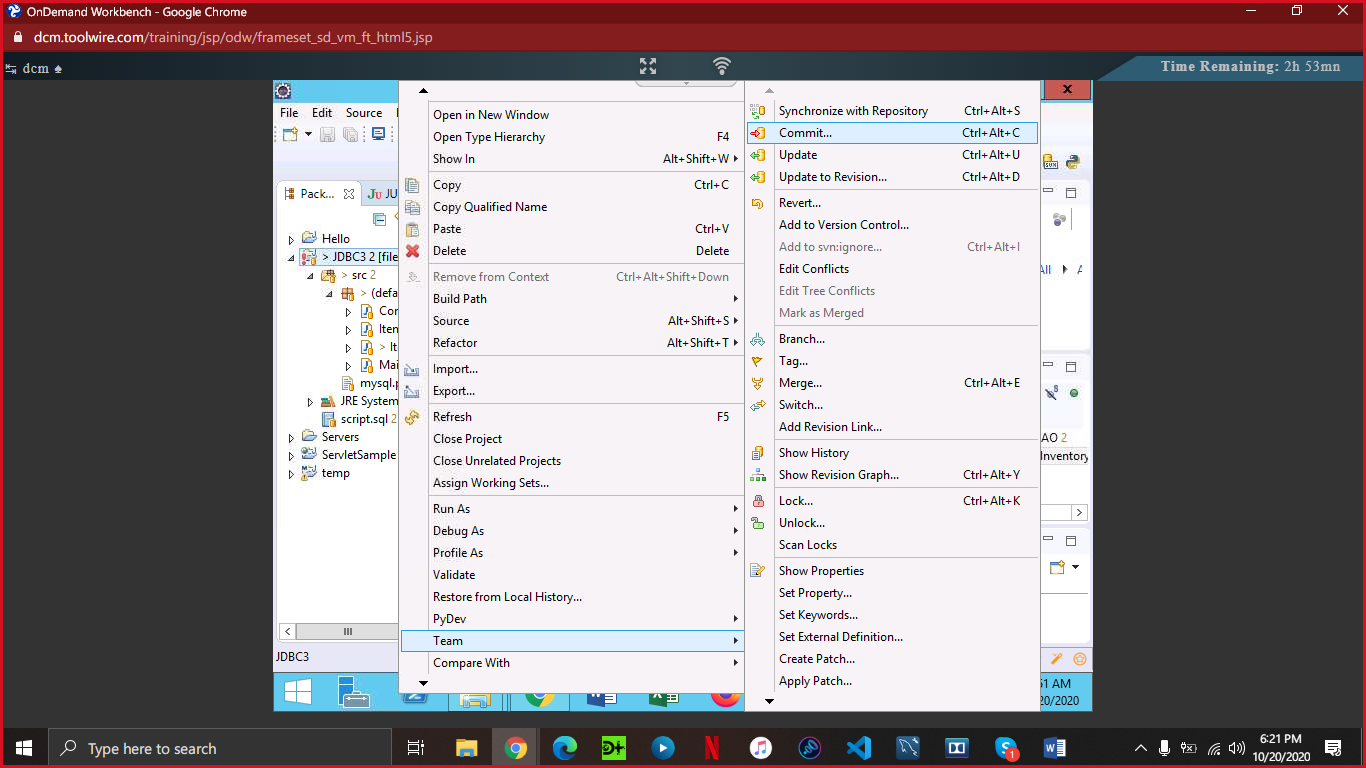 OnDemand Workbench - Google Chrome
dcm.toolwire.com/training/jsp/odw/frameset_sd_vm_ft_html5.jsp
dcm
Time Remaining: 2h 53mn
File Edit Source
Pack...
Ju JU
Hello
> JDBC3 2 [file
> src 2
> (defa
Cor
Iten
> It
Mai
mysql.p
JRE System
script.sql 2
Servers
ServletSample
temp
JDBC3
Open in New Window
Open Type Hierarchy F4
Show In Alt+Shift+W
Copy Ctrl+C
Copy Qualified Name
Paste Ctrl+V
Delete Delete
Remove from Context Ctrl+Alt+Shift+Down
Build Path
Source Alt+Shift+S
Refactor Alt+Shift+T
Import...
Export...
Refresh F5
Close Project
Close Unrelated Projects
Assign Working Sets...
Run As
Debug As
Profile As
Validate
Restore from Local History...
PyDev
Team
Compare With
Synchronize with Repository Ctrl+Alt+S
Commit... Ctrl+Alt+C
Update Ctrl+Alt+U
Update to Revision... Ctrl+Alt+D
Revert...
Add to Version Control...
Add to svn:ignore... Ctrl+Alt+I
Edit Conflicts
Edit Tree Conflicts
Mark as Merged
Branch...
Tag...
Merge... Ctrl+Alt+E
Switch...
Add Revision Link...
Show History
Show Revision Graph... Ctrl+Alt+Y
Lock... Ctrl+Alt+K
Unlock...
Scan Locks
Show Properties
Set Property...
Set Keywords...
Set External Definition...
Create Patch...
Apply Patch...
All A
AO 2
Inventory
51 AM
20/2020
Type here to search
6:21 PM
10/20/2020